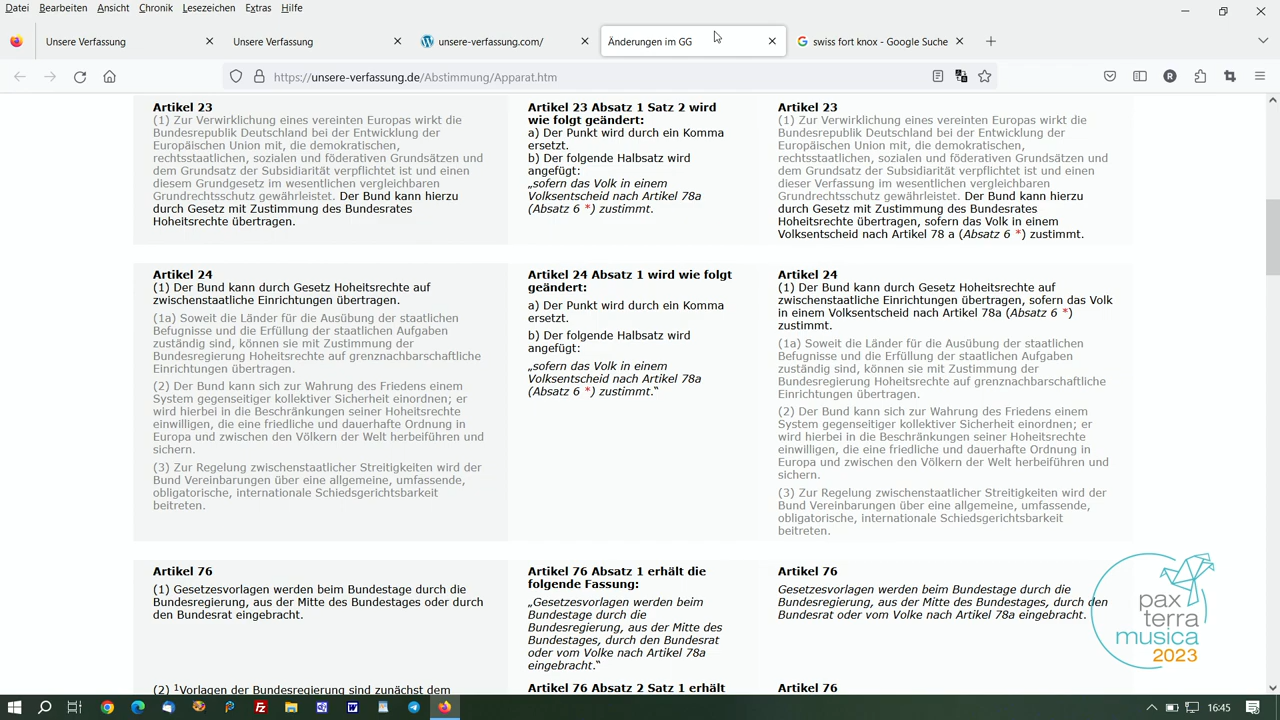 Datei Bearbeiten Ansicht Chronik Lesezeichen Extras Hilfe
Unsere Verfassung
Unsere Verfassung
unsere-verfassung.com/
Änderungen im GG
swiss fort knox - Google Suche
https://unsere-verfassung.de/Abstimmung/Apparat.htm
Artikel 23
(1) Zur Verwirklichung eines vereinten Europas wirkt die
Bundesrepublik Deutschland bei der Entwicklung der
Europäischen Union mit, die demokratischen,
rechtsstaatlichen, sozialen und föderativen Grundsätzen und
dem Grundsatz der Subsidiarität verpflichtet ist und einen
diesem Grundgesetz im wesentlichen vergleichbaren
Grundrechtsschutz gewährleistet. Der Bund kann hierzu
durch Gesetz mit Zustimmung des Bundesrates
Hoheitsrechte übertragen.
Artikel 23 Absatz 1 Satz 2 wird
wie folgt geändert:
a) Der Punkt wird durch ein Komma
ersetzt.
b) Der folgende Halbsatz wird
angefügt:
„sofern das Volk in einem
Volksentscheid nach Artikel 78a
(Absatz 6 *) zustimmt.
Artikel 23
(1) Zur Verwirklichung eines vereinten Europas wirkt die
Bundesrepublik Deutschland bei der Entwicklung der
Europäischen Union mit, die demokratischen,
rechtsstaatlichen, sozialen und föderativen Grundsätzen und
dem Grundsatz der Subsidiarität verpflichtet ist und einen
dieser Verfassung im wesentlichen vergleichbaren
Grundrechtsschutz gewährleistet. Der Bund kann hierzu
durch Gesetz mit Zustimmung des Bundesrates
Hoheitsrechte übertragen, sofern das Volk in einem
Volksentscheid nach Artikel 78 a (Absatz 6 *) zustimmt.
Artikel 24
(1) Der Bund kann durch Gesetz Hoheitsrechte auf
zwischenstaatliche Einrichtungen übertragen.
(1a) Soweit die Länder für die Ausübung der staatlichen
Befugnisse und die Erfüllung der staatlichen Aufgaben
zuständig sind, können sie mit Zustimmung der
Bundesregierung Hoheitsrechte auf grenznachbarschaftliche
Einrichtungen übertragen.
(2) Der Bund kann sich zur Wahrung des Friedens einem
System gegenseitiger kollektiver Sicherheit einordnen; er
wird hierbei in die Beschränkungen seiner Hoheitsrechte
einwilligen, die eine friedliche und dauerhafte Ordnung in
Europa und zwischen den Völkern der Welt herbeiführen und
sichern.
(3) Zur Regelung zwischenstaatlicher Streitigkeiten wird der
Bund Vereinbarungen über eine allgemeine, umfassende,
obligatorische, internationale Schiedsgerichtsbarkeit
beitreten.
Artikel 24 Absatz 1 wird wie folgt
geändert:
a) Der Punkt wird durch ein Komma
ersetzt.
b) Der folgende Halbsatz wird
angefügt:
„sofern das Volk in einem
Volksentscheid nach Artikel 78a
(Absatz 6 *) zustimmt.“
Artikel 24
(1) Der Bund kann durch Gesetz Hoheitsrechte auf
zwischenstaatliche Einrichtungen übertragen, sofern das Volk
in einem Volksentscheid nach Artikel 78a (Absatz 6 *)
zustimmt.
(1a) Soweit die Länder für die Ausübung der staatlichen
Befugnisse und die Erfüllung der staatlichen Aufgaben
zuständig sind, können sie mit Zustimmung der
Bundesregierung Hoheitsrechte auf grenznachbarschaftliche
Einrichtungen übertragen.
(2) Der Bund kann sich zur Wahrung des Friedens einem
System gegenseitiger kollektiver Sicherheit einordnen; er
wird hierbei in die Beschränkungen seiner Hoheitsrechte
einwilligen, die eine friedliche und dauerhafte Ordnung in
Europa und zwischen den Völkern der Welt herbeiführen und
sichern.
(3) Zur Regelung zwischenstaatlicher Streitigkeiten wird der
Bund Vereinbarungen über eine allgemeine, umfassende,
obligatorische, internationale Schiedsgerichtsbarkeit
beitreten.
Artikel 76
(1) Gesetzesvorlagen werden beim Bundestage durch die
Bundesregierung, aus der Mitte des Bundestages oder durch
den Bundesrat eingebracht.
Artikel 76 Absatz 1 erhält die
folgende Fassung:
„Gesetzesvorlagen werden beim
Bundestage durch die
Bundesregierung, aus der Mitte des
Bundestages, durch den Bundesrat
oder vom Volke nach Artikel 78a
eingebracht.“
Artikel 76
Gesetzesvorlagen werden beim Bundestage durch die
Bundesregierung, aus der Mitte des Bundestages, durch den
Bundesrat oder vom Volke nach Artikel 78a eingebracht.
(2) ¹Vorlagen der Bundesregierung sind zunächst dem
Artikel 76 Absatz 2 Satz 1 erhält
Artikel 76
pax
terra
musica
2023
16:45